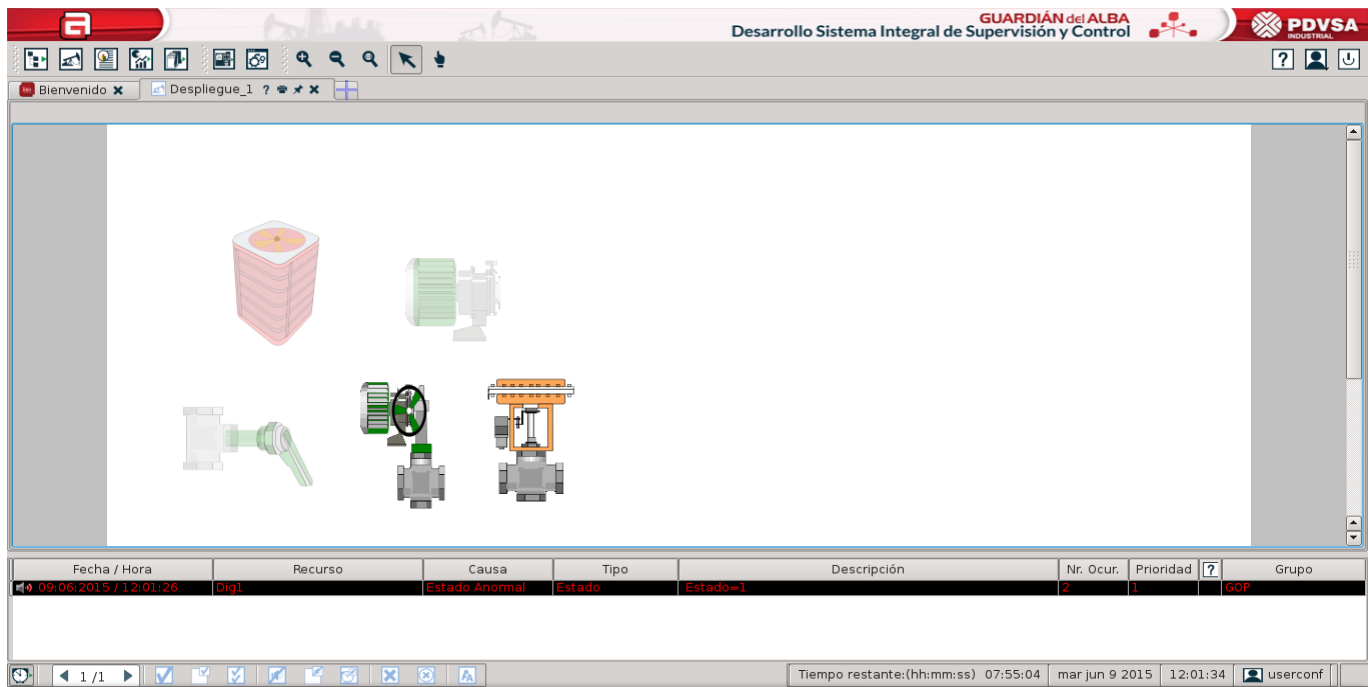 GUARDIÁN del ALBA
Desarrollo Sistema Integral de Supervisión y Control
PDVSA
INDUSTRIAL
Bienvenido
Despliegue_1 ?
Fecha / Hora Recurso Causa Tipo Descripción Nr. Ocur. Prioridad ? Grupo
09:06:2015 / 12:01:26 Dig1 Estado Anormal Estado Estado=1 2 1 GOP
1 /1 Tiempo restante:(hh:mm:ss) 07:55:04 mar jun 9 2015 12:01:34 userconf